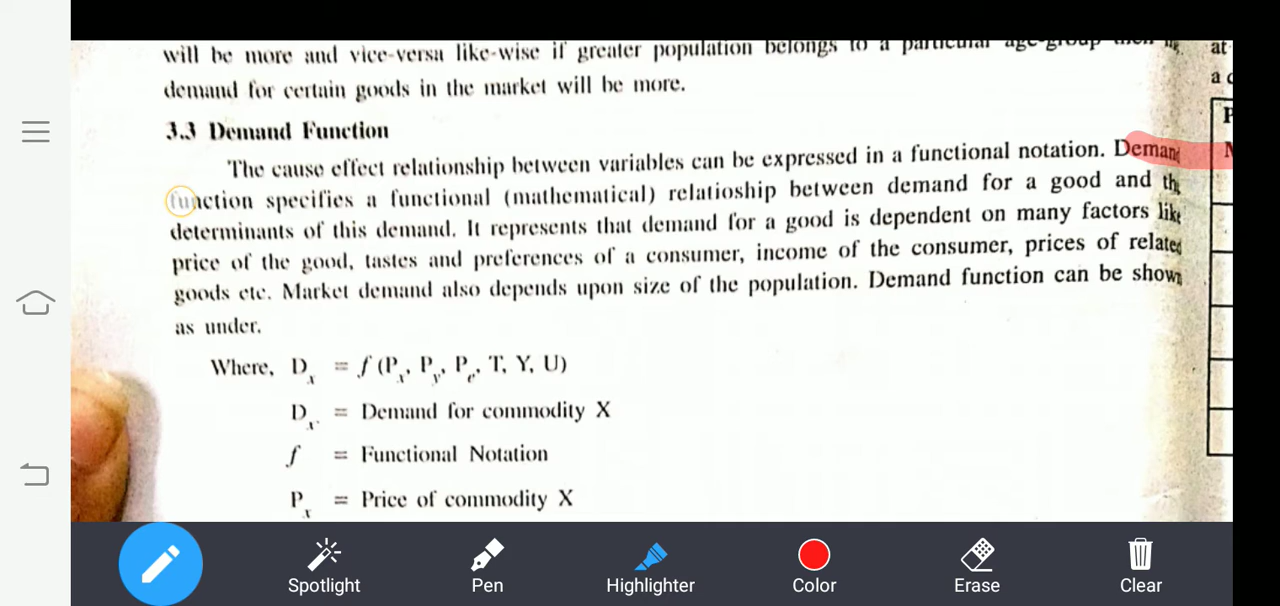 will be more and vice-versa like-wise if greater population belongs to a particular age-group
demand for certain goods in the market will be more.
3.3 Demand Function
The cause effect relationship between variables can be expressed in a functional notation. Deman
function specifies a functional (mathematical) relatioship between demand for a good and th
determinants of this demand. It represents that demand for a good is dependent on many factors like
price of the good, tastes and preferences of a consumer, income of the consumer, prices of related
goods etc. Market demand also depends upon size of the population. Demand function can be shown
as under.
Where, Dx = f (Px, Py, Pe, T, Y, U)
Dx = Demand for commodity X
f = Functional Notation
Px = Price of commodity X
at
a
P
Spotlight
Pen
Highlighter
Color
Erase
Clear